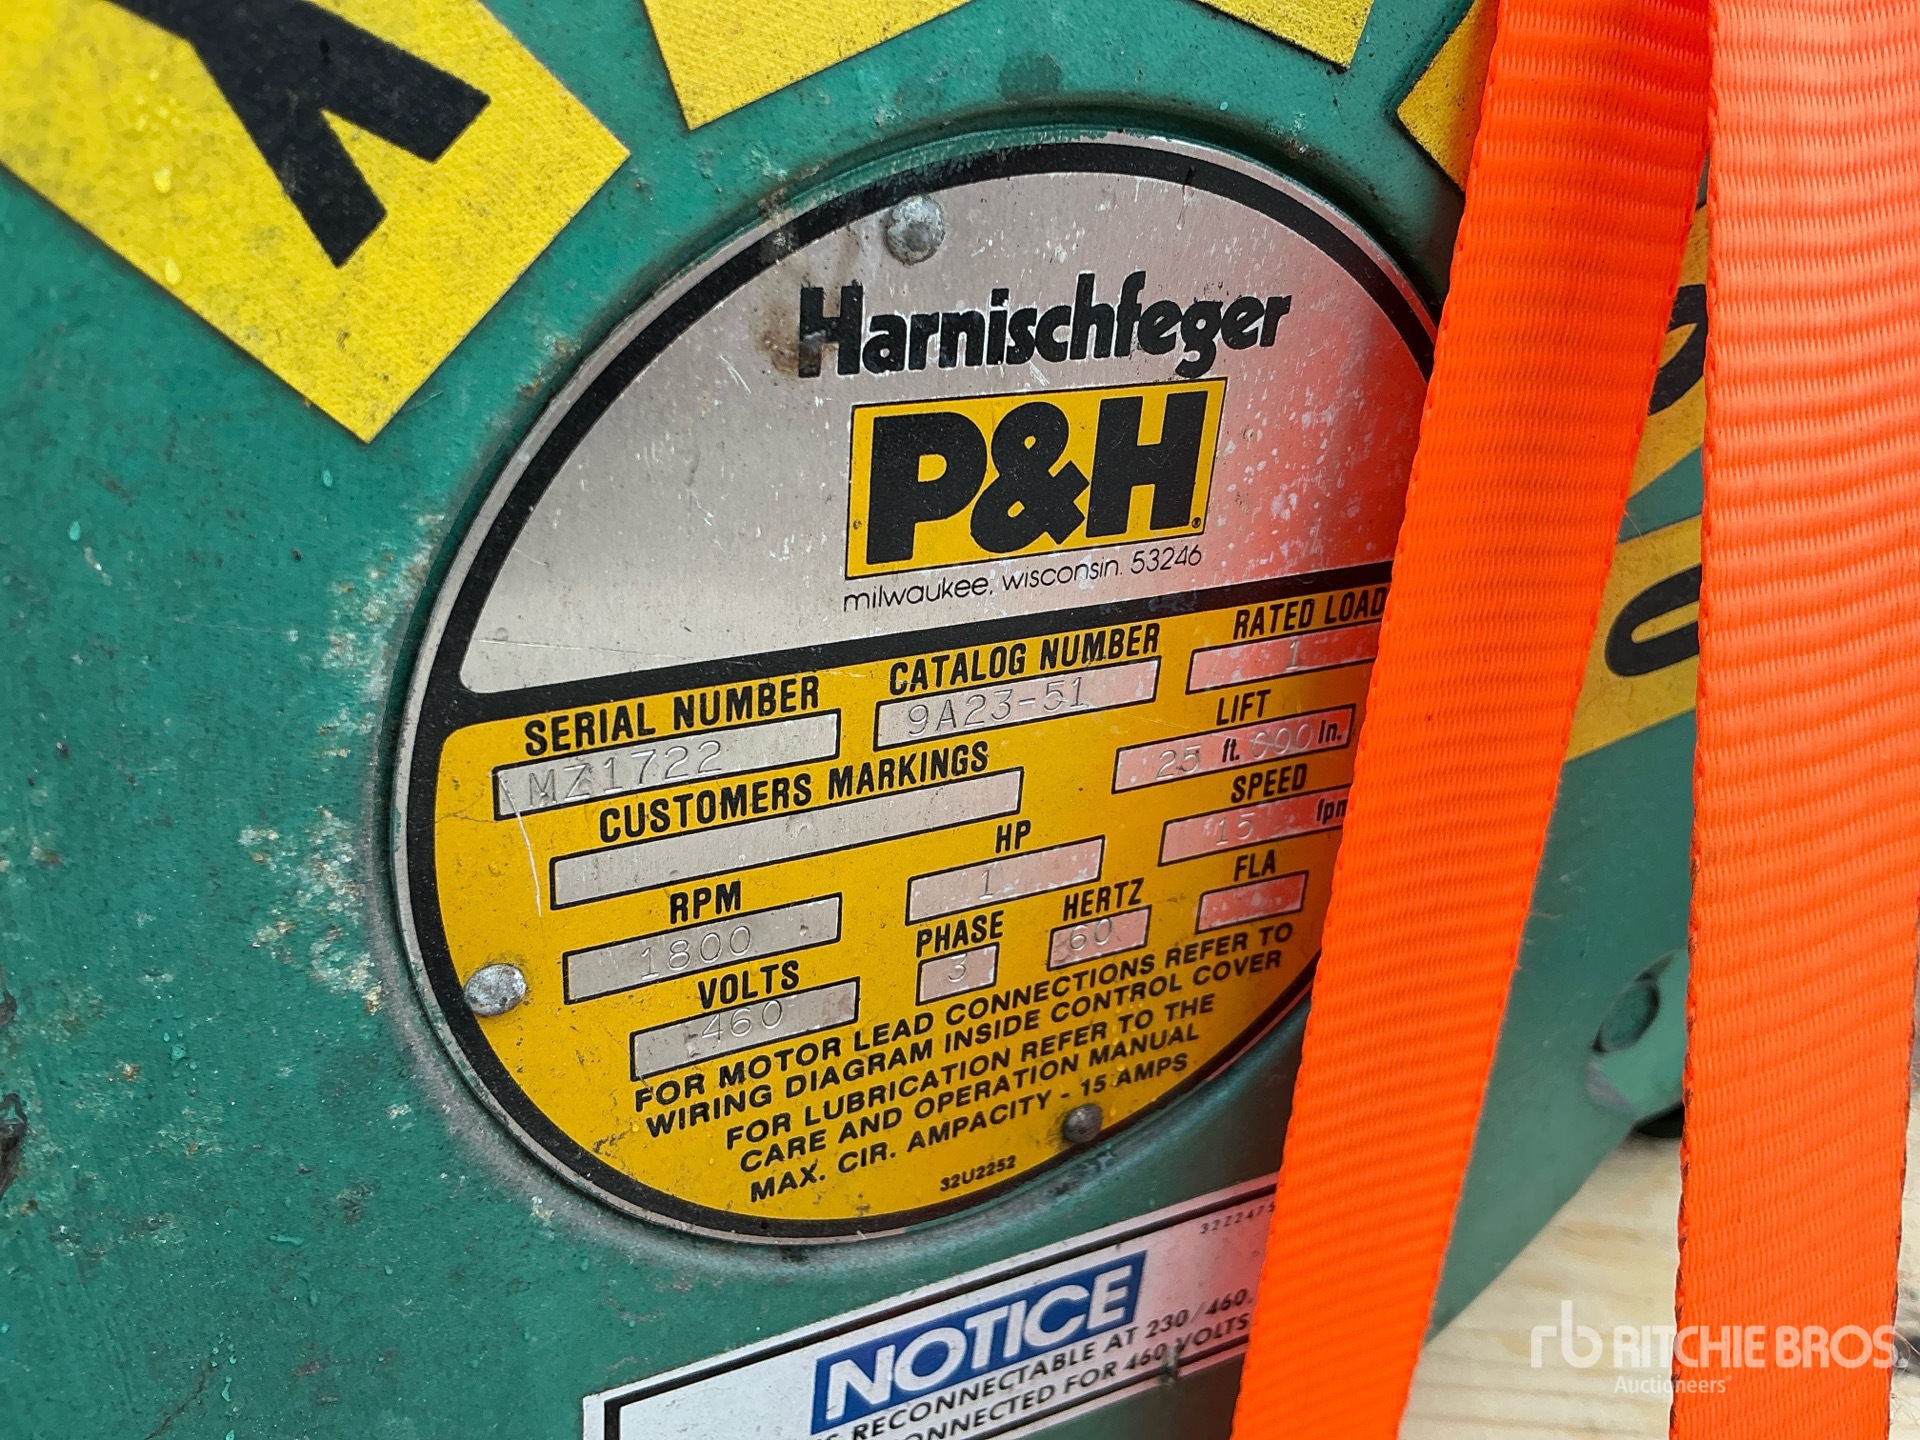 Harnischfeger
P&H®
milwaukee, wisconsin. 53246
SERIAL NUMBER
MZ1722
CATALOG NUMBER
9A23-51
RATED LOAD
1
CUSTOMERS MARKINGS
LIFT
25 ft. 000 in.
RPM
1800
HP
1
SPEED
15 fpm
VOLTS
460
PHASE
3
HERTZ
60
FLA
FOR MOTOR LEAD CONNECTIONS REFER TO
WIRING DIAGRAM INSIDE CONTROL COVER
FOR LUBRICATION REFER TO THE
CARE AND OPERATION MANUAL
MAX. CIR. AMPACITY - 15 AMPS
32U2252
32Z2475
NOTICE
RECONNECTABLE AT 230/460,
CONNECTED FOR 460 VOLTS
rb RITCHIE BROS.
Auctioneers